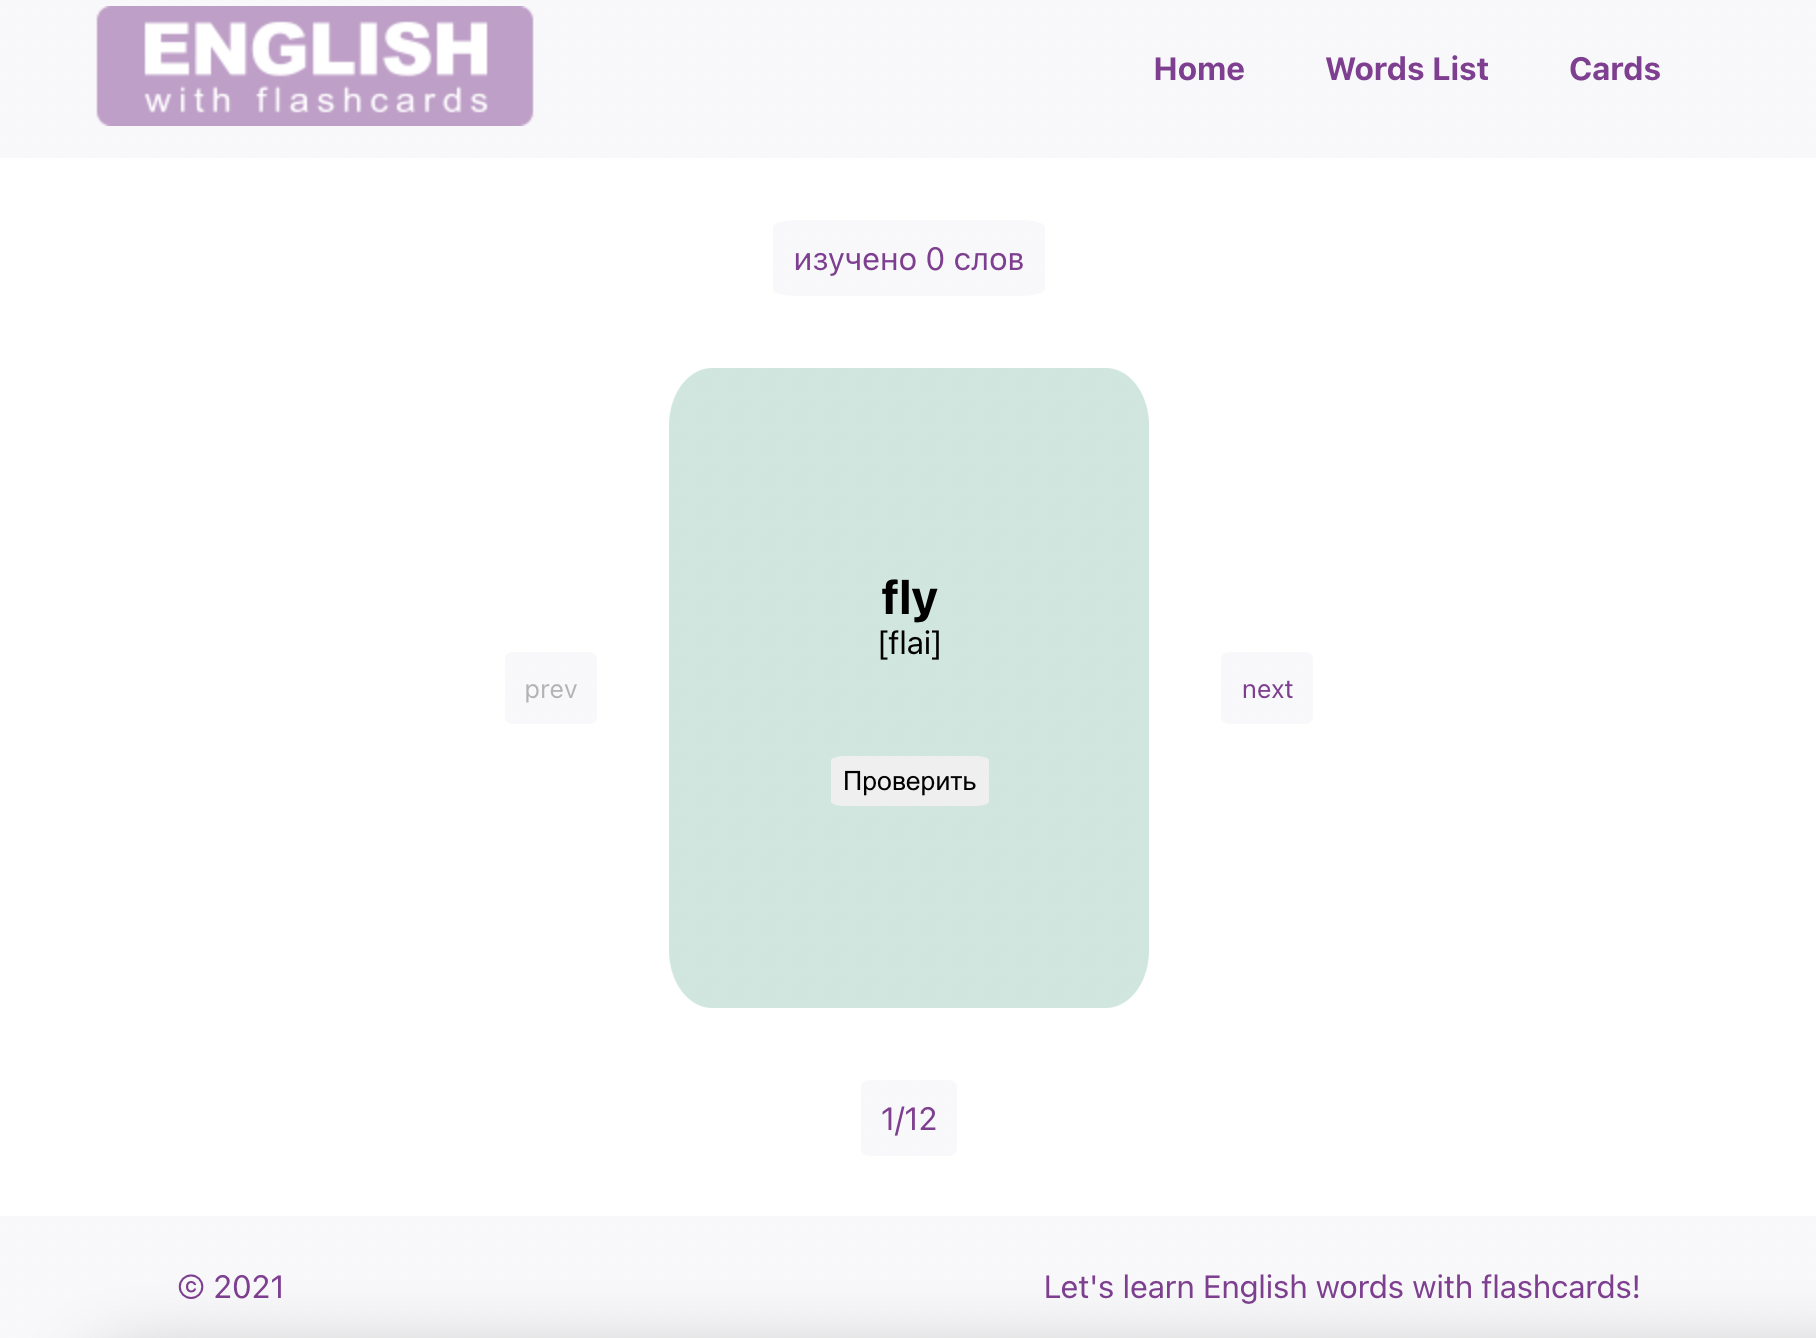 ENGLISH
with flashcards
Home Words List Cards
изучено 0 слов
fly
[flai]
prev
next
Проверить
1/12
© 2021
Let's learn English words with flashcards!